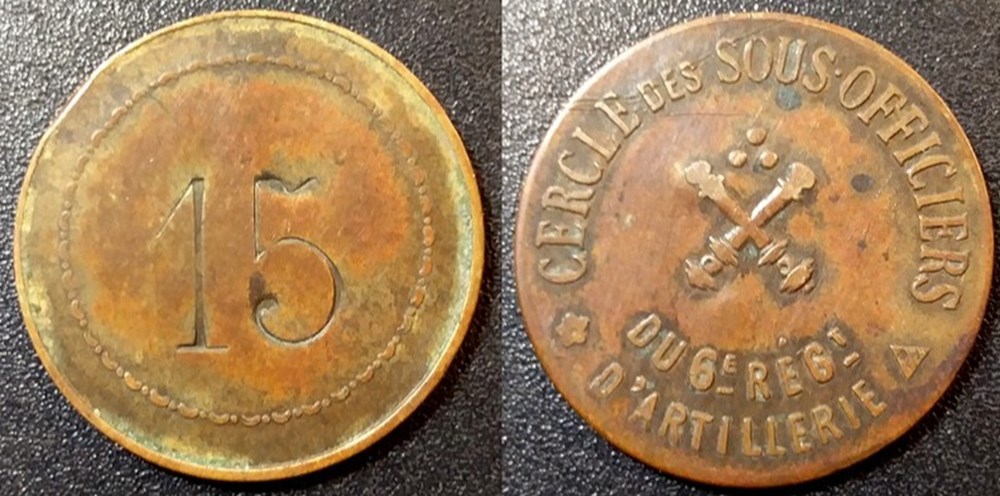 15
CERCLE DES SOUS-OFFICIERS
DU 6E RÉGT
D'ARTILLERIE